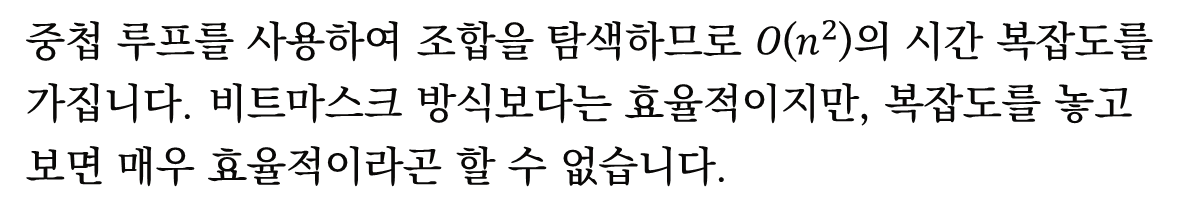 중첩 루프를 사용하여 조합을 탐색하므로 O(n²)의 시간 복잡도를
가집니다. 비트마스크 방식보다는 효율적이지만, 복잡도를 놓고
보면 매우 효율적이라곤 할 수 없습니다.